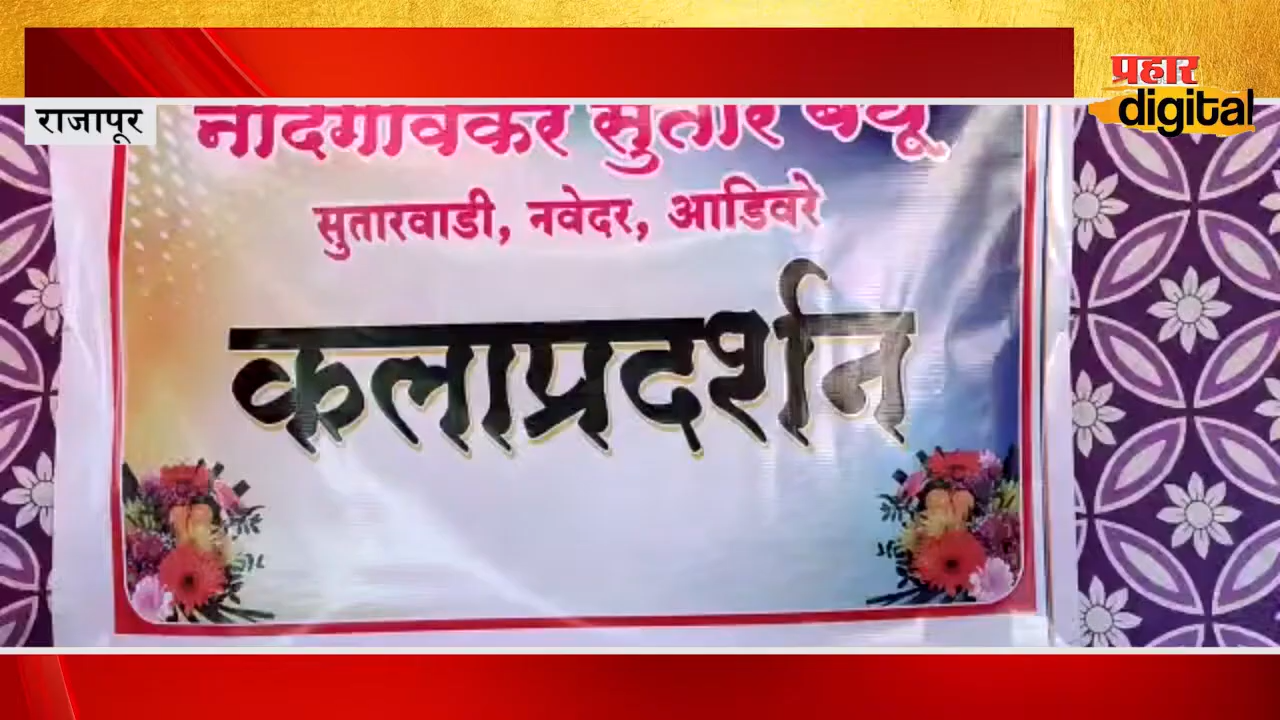 प्रहार
digital
राजापूर
नांदगावकर सुतार बंधू
सुतारवाडी, नवेदर, आडिवरे
कलाप्रदर्शन